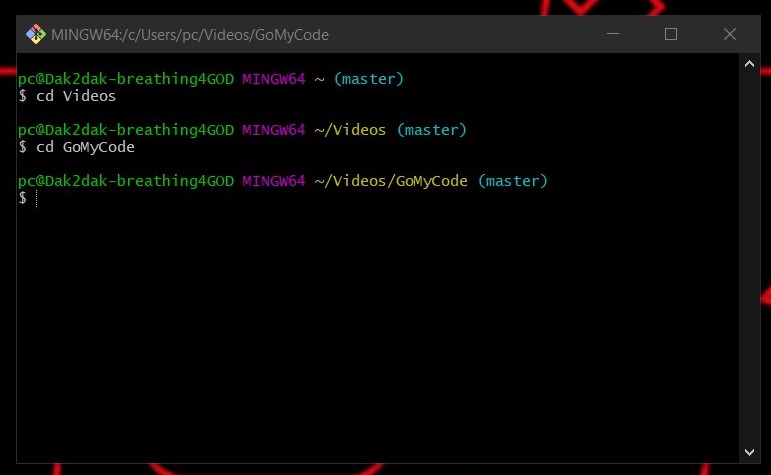 MINGW64:/c/Users/pc/Videos/GoMyCode
pc@Dak2dak-breathing4GOD MINGW64 ~ (master)
$ cd Videos
pc@Dak2dak-breathing4GOD MINGW64 ~/Videos (master)
$ cd GoMyCode
pc@Dak2dak-breathing4GOD MINGW64 ~/Videos/GoMyCode (master)
$